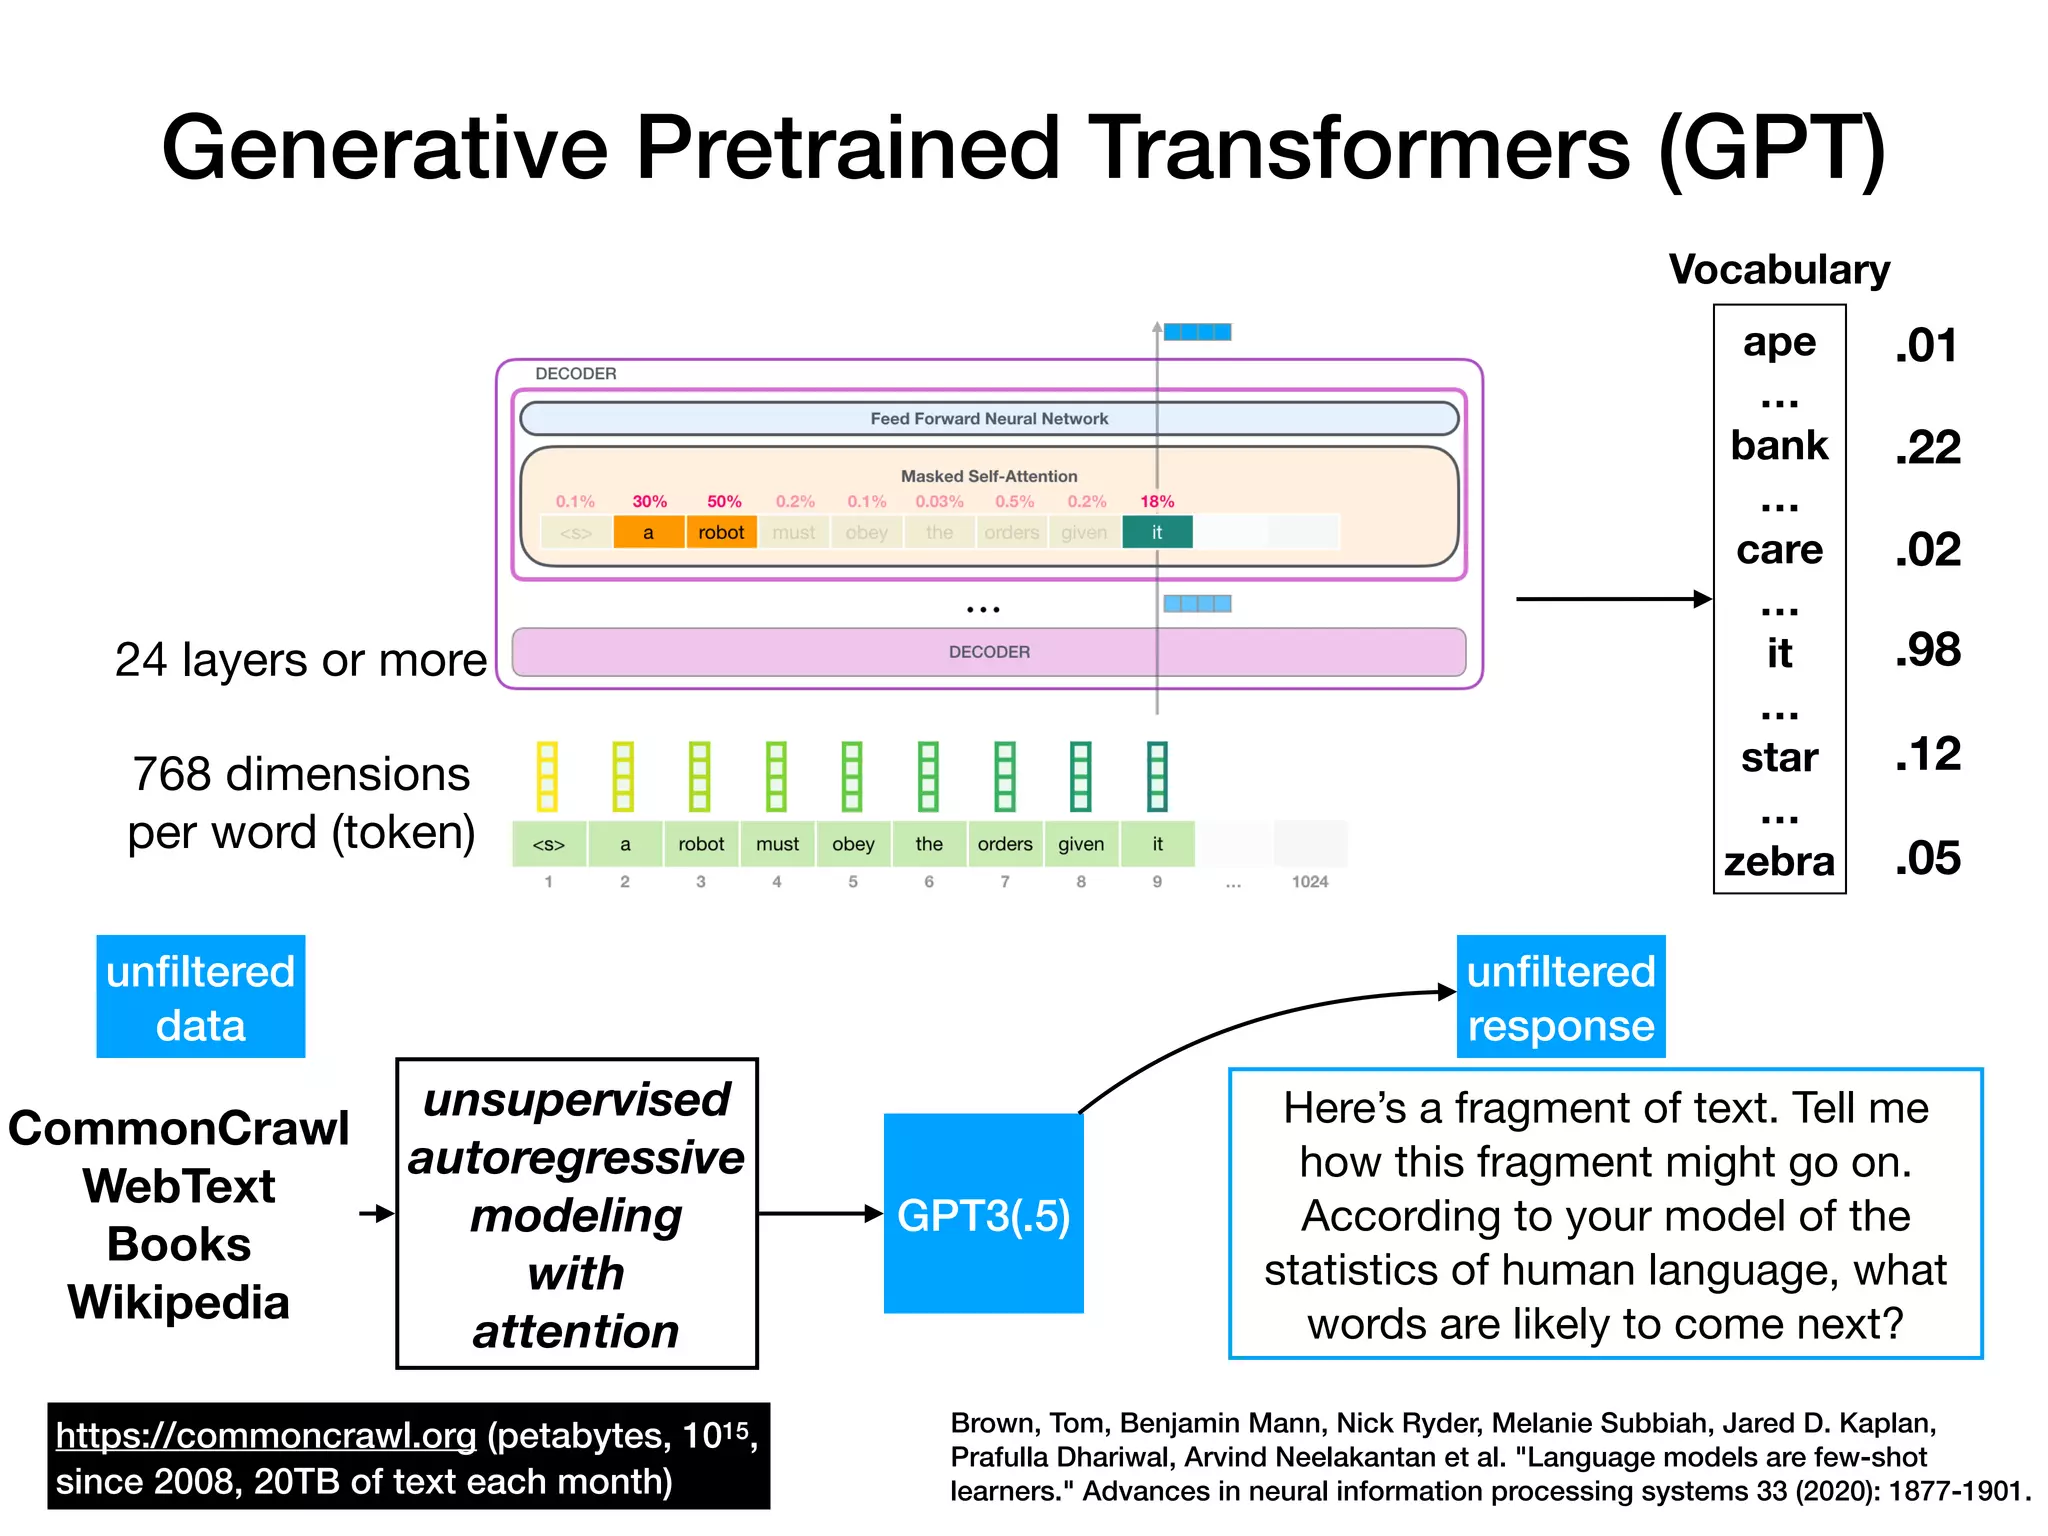 Generative Pretrained Transformers (GPT)
Vocabulary
ape .01
...
bank .22
...
care .02
...
it .98
...
star .12
...
zebra .05
DECODER
Feed Forward Neural Network
Masked Self-Attention
0.1% 30% 50% 0.2% 0.1% 0.03% 0.5% 0.2% 18%
<s> a robot must obey the orders given it
...
DECODER
24 layers or more
768 dimensions
per word (token)
<s> a robot must obey the orders given it
1 2 3 4 5 6 7 8 9 ... 1024
unfiltered
data
CommonCrawl
WebText
Books
Wikipedia
unsupervised
autoregressive
modeling
with
attention
GPT3(.5)
unfiltered
response
Here’s a fragment of text. Tell me
how this fragment might go on.
According to your model of the
statistics of human language, what
words are likely to come next?
https://commoncrawl.org (petabytes, 10¹⁵,
since 2008, 20TB of text each month)
Brown, Tom, Benjamin Mann, Nick Ryder, Melanie Subbiah, Jared D. Kaplan,
Prafulla Dhariwal, Arvind Neelakantan et al. "Language models are few-shot
learners." Advances in neural information processing systems 33 (2020): 1877-1901.